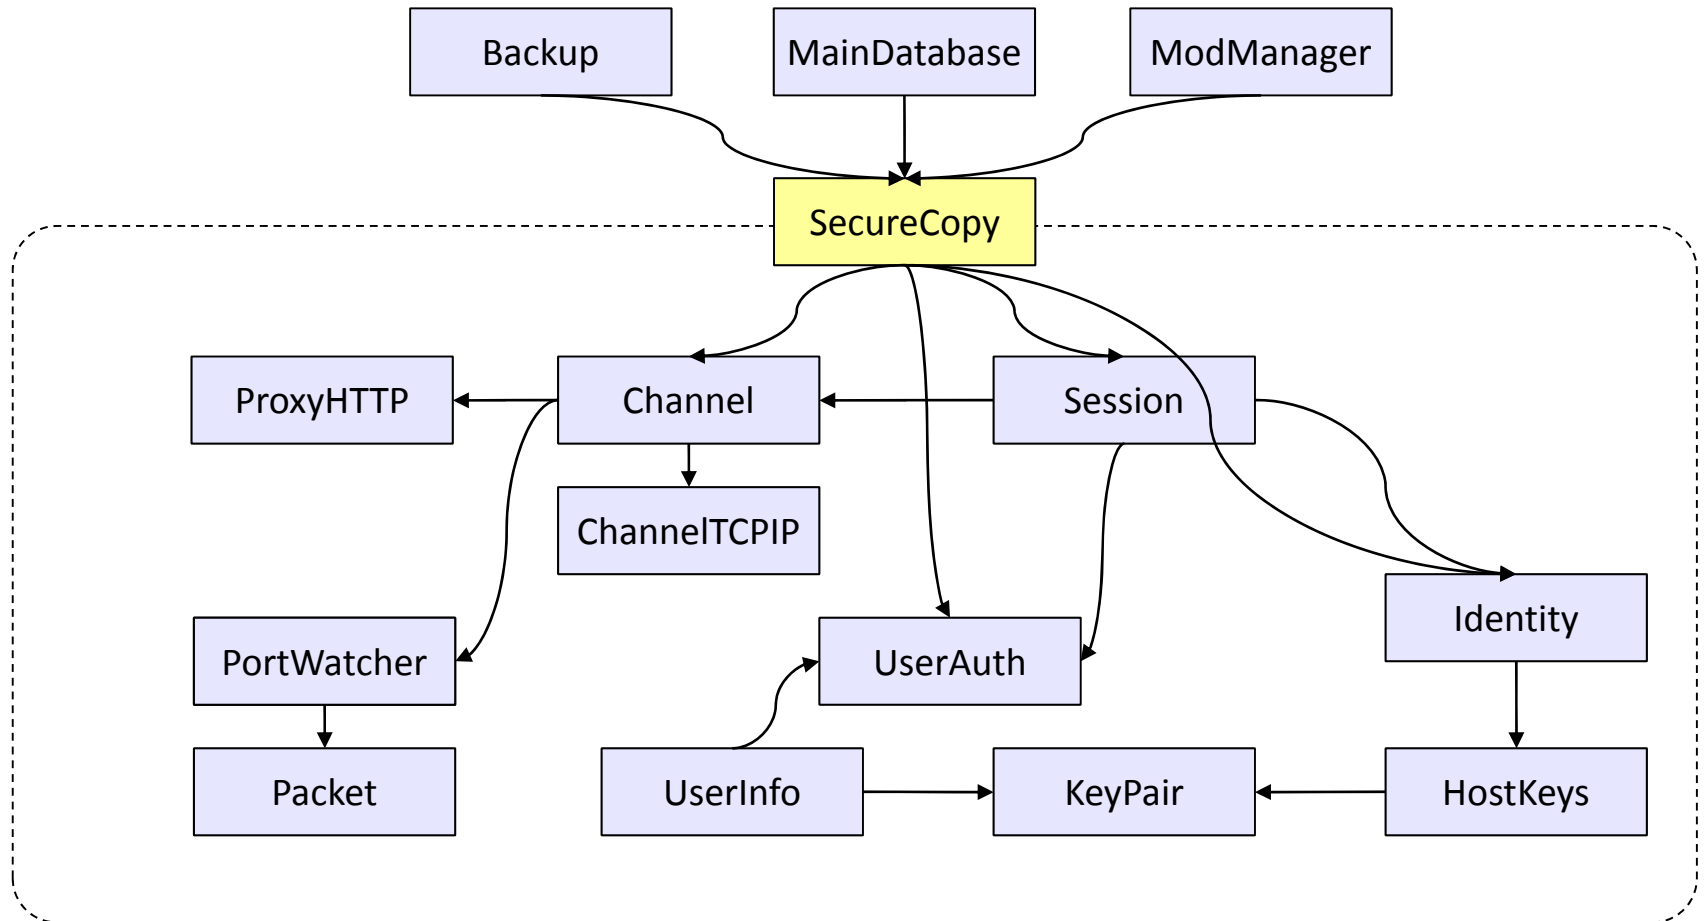 Backup
MainDatabase
ModManager
SecureCopy
ProxyHTTP
Channel
Session
ChannelTCPIP
Identity
PortWatcher
UserAuth
Packet
UserInfo
KeyPair
HostKeys